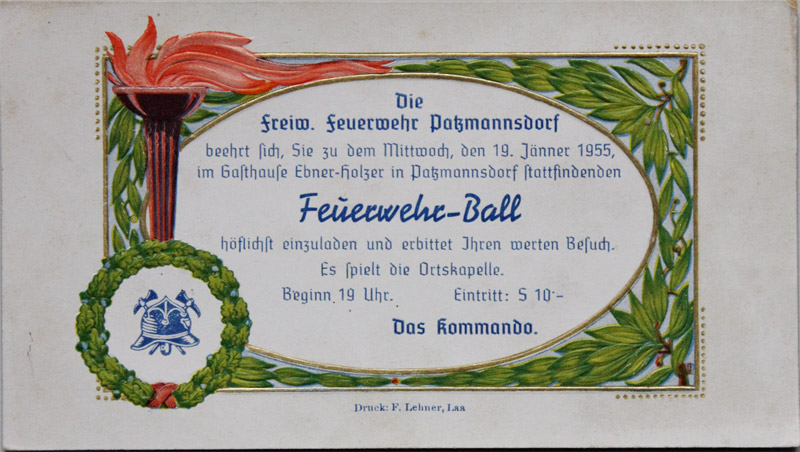 Die
Freiw. Feuerwehr Patzmannsdorf
beehrt sich, Sie zu dem Mittwoch, den 19. Jänner 1955,
im Gasthause Ebner-Holzer in Patzmannsdorf stattfindenden
Feuerwehr-Ball
höflichst einzuladen und erbittet Ihren werten Besuch.
Es spielt die Ortskapelle.
Beginn 19 Uhr. Eintritt: S 10·-
Das Kommando.
Druck: F. Lehner, Laa